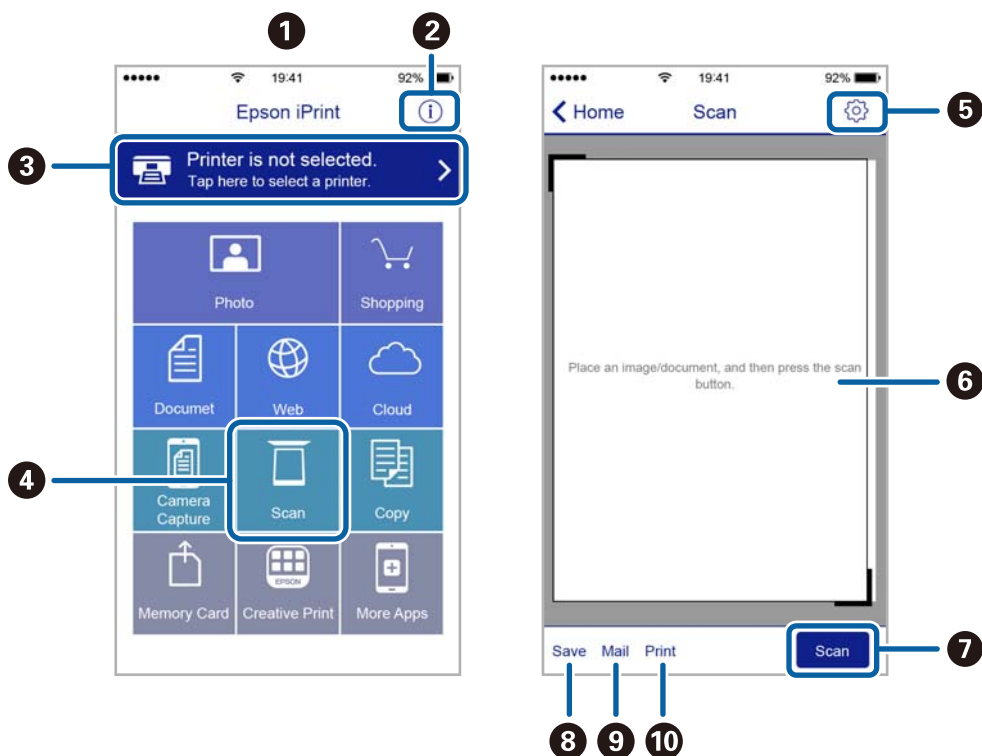 1
2
19:41
92%
Epson iPrint
i
3
Printer is not selected.
Tap here to select a printer.
Photo
Shopping
Documet
Web
Cloud
4
Camera
Capture
Scan
Copy
EPSON
Memory Card
Creative Print
More Apps
19:41
92%
Home
Scan
5
Place an image/document, and then press the scan
button.
6
Save
Mail
Print
Scan
7
8
9
10